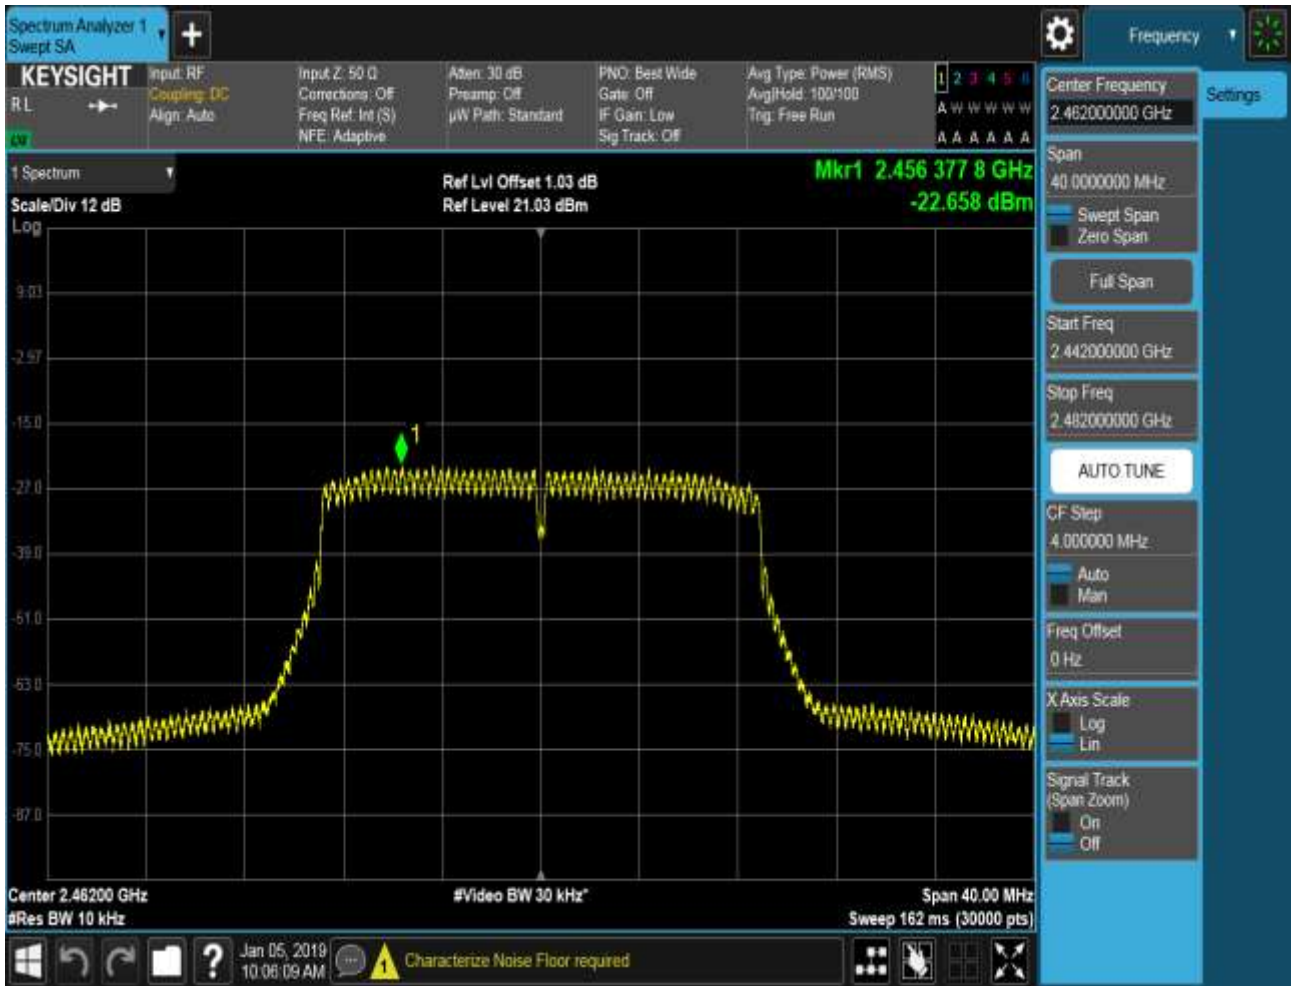 Spectrum Analyzer 1
Swept SA
+
Frequency
KEYSIGHT
RL
Input: RF
Coupling: DC
Align: Auto
Input Z: 50 Ω
Corrections: Off
Freq Ref: Int (S)
NFE: Adaptive
Atten: 30 dB
Preamp: Off
µW Path: Standard
PNO: Best Wide
Gate: Off
IF Gain: Low
Sig Track: Off
Avg Type: Power (RMS)
Avg|Hold: 100/100
Trig: Free Run
1 2 3 4 5 6
A W W W W W
A A A A A A
Center Frequency
2.462000000 GHz
Settings
Span
40.0000000 MHz
Swept Span
Zero Span
Full Span
Start Freq
2.442000000 GHz
Stop Freq
2.482000000 GHz
AUTO TUNE
CF Step
4.000000 MHz
Auto
Man
Freq Offset
0 Hz
X Axis Scale
Log
Lin
Signal Track
(Span Zoom)
On
Off
1 Spectrum
Scale/Div 12 dB
Log
Ref Lvl Offset 1.03 dB
Ref Level 21.03 dBm
Mkr1 2.456 377 8 GHz
-22.658 dBm
9.03
-2.97
-15.0
1
-27.0
-39.0
-51.0
-63.0
-75.0
-87.0
Center 2.46200 GHz
#Res BW 10 kHz
#Video BW 30 kHz*
Span 40.00 MHz
Sweep 162 ms (30000 pts)
?
Jan 05, 2019
10:06:09 AM
1
Characterize Noise Floor required